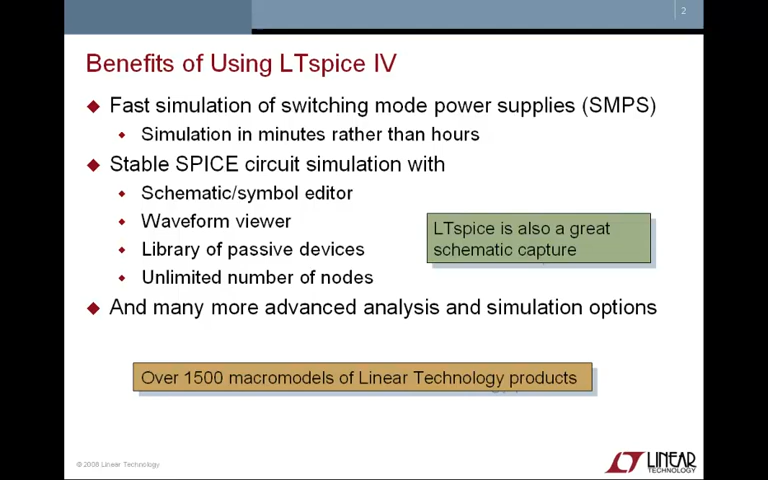 2
Benefits of Using LTspice IV
Fast simulation of switching mode power supplies (SMPS)
Simulation in minutes rather than hours
Stable SPICE circuit simulation with
Schematic/symbol editor
Waveform viewer
Library of passive devices
Unlimited number of nodes
LTspice is also a great
schematic capture
And many more advanced analysis and simulation options
Over 1500 macromodels of Linear Technology products
© 2008 Linear Technology
LINEAR
TECHNOLOGY